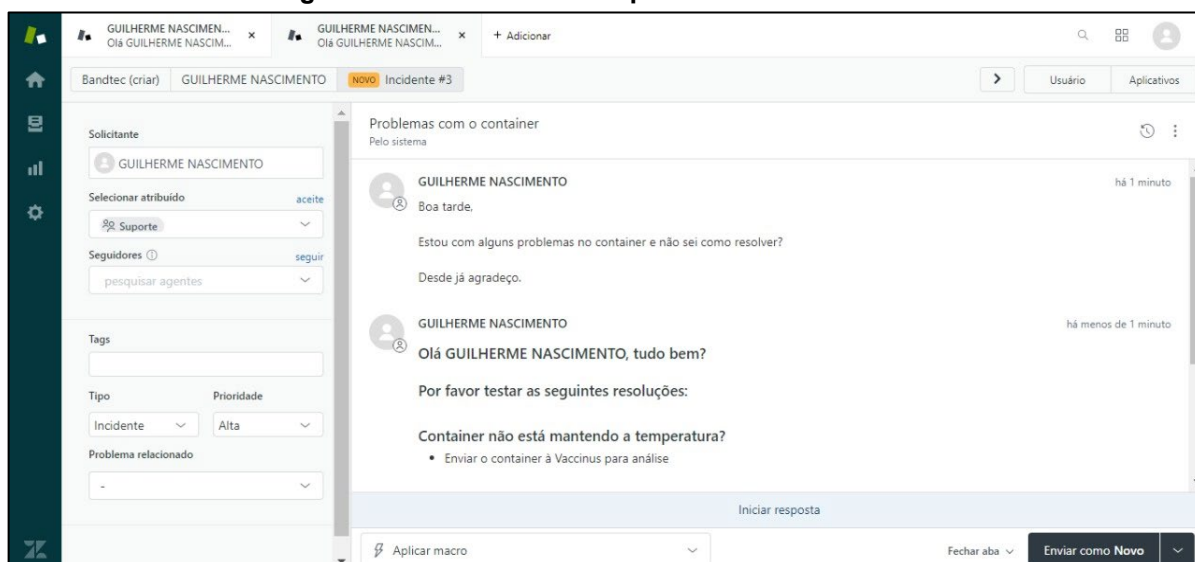 GUILHERME NASCIMEN...
Olá GUILHERME NASCIM...
GUILHERME NASCIMEN...
Olá GUILHERME NASCIM...
+ Adicionar
Bandtec (criar)
GUILHERME NASCIMENTO
NOVO Incidente #3
Usuário
Aplicativos
Solicitante
GUILHERME NASCIMENTO
Selecionar atribuído
aceite
Suporte
Seguidores
seguir
pesquisar agentes
Tags
Tipo
Prioridade
Incidente
Alta
Problema relacionado
-
Problemas com o container
Pelo sistema
GUILHERME NASCIMENTO
há 1 minuto
Boa tarde,
Estou com alguns problemas no container e não sei como resolver?
Desde já agradeço.
GUILHERME NASCIMENTO
há menos de 1 minuto
Olá GUILHERME NASCIMENTO, tudo bem?
Por favor testar as seguintes resoluções:
Container não está mantendo a temperatura?
• Enviar o container à Vaccinus para análise
Iniciar resposta
Aplicar macro
Fechar aba
Enviar como Novo